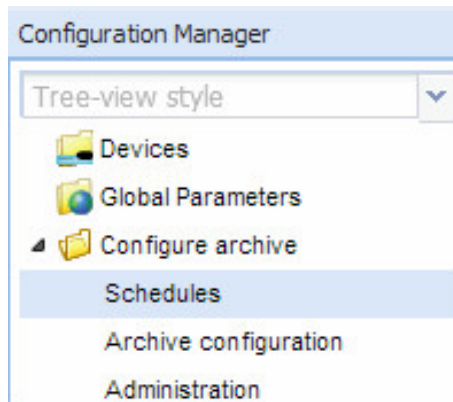 Configuration Manager
Tree-view style
Devices
Global Parameters
Configure archive
Schedules
Archive configuration
Administration